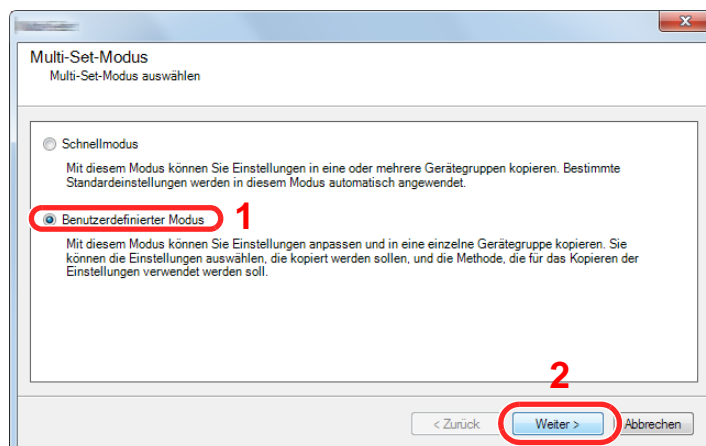 Multi-Set-Modus
Multi-Set-Modus auswählen
Schnellmodus
Mit diesem Modus können Sie Einstellungen in eine oder mehrere Gerätegruppen kopieren. Bestimmte
Standardeinstellungen werden in diesem Modus automatisch angewendet.
Benutzerdefinierter Modus 1
Mit diesem Modus können Sie Einstellungen anpassen und in eine einzelne Gerätegruppe kopieren. Sie
können die Einstellungen auswählen, die kopiert werden sollen, und die Methode, die für das Kopieren der
Einstellungen verwendet werden soll.
2
< Zurück Weiter > Abbrechen